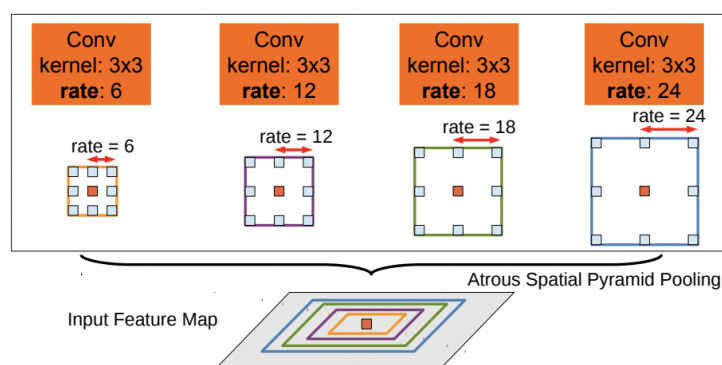 Conv
kernel: 3x3
rate: 6
Conv
kernel: 3x3
rate: 12
Conv
kernel: 3x3
rate: 18
Conv
kernel: 3x3
rate: 24
rate = 6
rate = 12
rate = 18
rate = 24
Atrous Spatial Pyramid Pooling
Input Feature Map